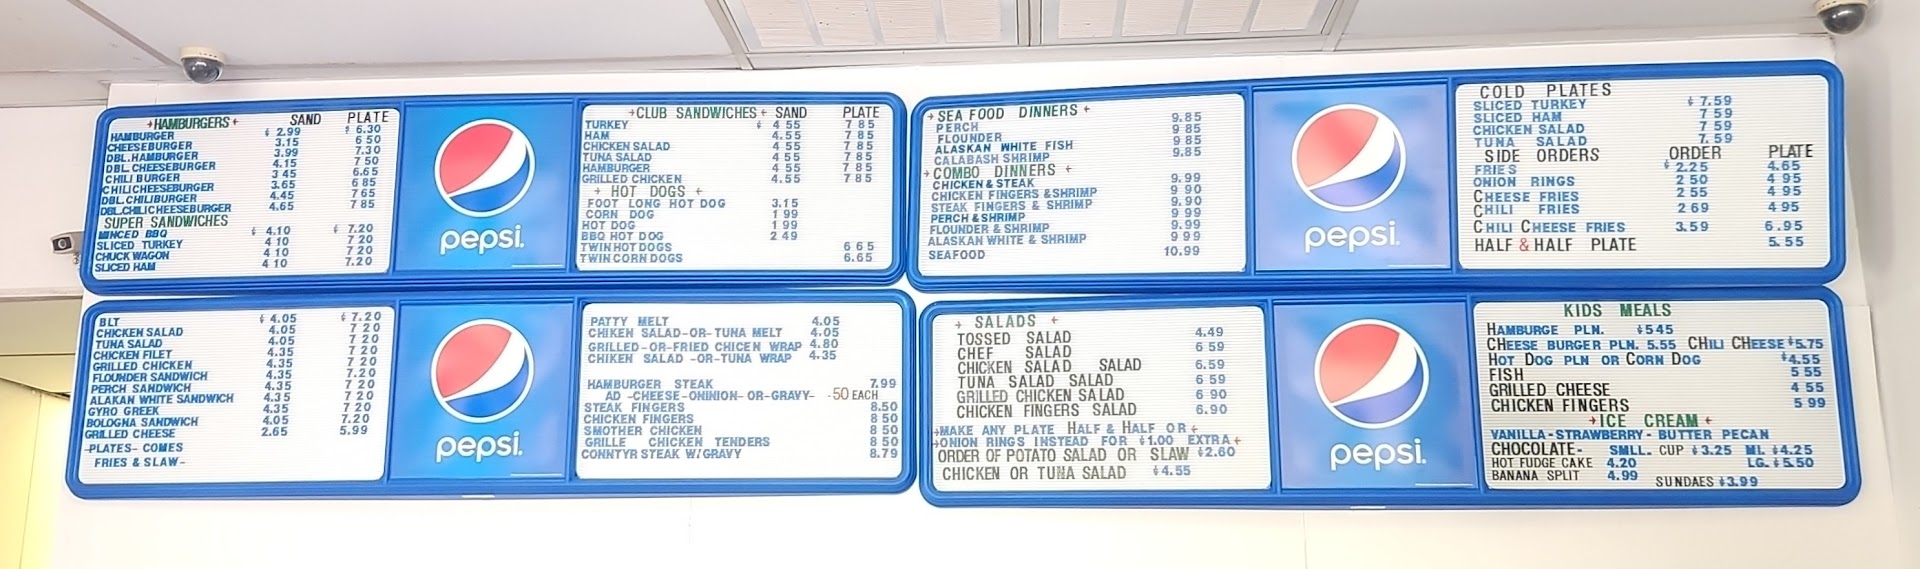 →HAMBURGERS← SAND PLATE
HAMBURGER $ 2.99 $ 6.30
CHEESEBURGER 3.15 6 50
DBL.HAMBURGER 3.99 7.30
DBL.CHEESEBURGER 4.15 7 50
CHILI BURGER 3 45 6.65
CHILICHEESEBURGER 3.65 6 85
DBL.CHILIBURGER 4.45 7 65
DBL.CHILICHEESEBURGER 4.65 7 85
SUPER SANDWICHES
MINCED BBQ $ 4.10 $ 7.20
SLICED TURKEY 4 10 7 20
CHUCK WAGON 4 10 7 20
SLICED HAM 4 10 7.20
pepsi.
→CLUB SANDWICHES← SAND PLATE
TURKEY $ 4 55 7 85
HAM 4.55 7 85
CHICKEN SALAD 4 55 7 85
TUNA SALAD 4 55 7 85
HAMBURGER 4 55 7 85
GRILLED CHICKEN 4.55 7 85
→ HOT DOGS ←
FOOT LONG HOT DOG 3.15
CORN DOG 1 99
HOT DOG 1 99
BBQ HOT DOG 2 49
TWIN HOT DOGS 6 6 5
TWIN CORN DOGS 6.65
→SEA FOOD DINNERS←
PERCH 9.85
FLOUNDER 9 85
ALASKAN WHITE FISH 9.85
CALABASH SHRIMP 9.85
→COMBO DINNERS←
CHICKEN & STEAK 9.99
CHICKEN FINGERS & SHRIMP 9 90
STEAK FINGERS & SHRIMP 9.90
PERCH & SHRIMP 9 99
FLOUNDER & SHRIMP 9.99
ALASKAN WHITE & SHRIMP 9 99
SEAFOOD 10.99
pepsi.
COLD PLATES
SLICED TURKEY $ 7.59
SLICED HAM 7 59
CHICKEN SALAD 7 59
TUNA SALAD 7.59
SIDE ORDERS ORDER PLATE
FRIES $ 2.25 4.65
ONION RINGS 2 50 4 95
CHEESE FRIES 2 55 4 95
CHILI FRIES 2 69 4 95
CHILI CHEESE FRIES 3.59 6.95
HALF & HALF PLATE 5.55
BLT $ 4.05 $ 7.20
CHICKEN SALAD 4.05 7 20
TUNA SALAD 4.05 7 20
CHICKEN FILET 4.35 7 20
GRILLED CHICKEN 4.35 7 20
FLOUNDER SANDWICH 4.35 7.20
PERCH SANDWICH 4.35 7 20
ALAKAN WHITE SANDWICH 4.35 7 20
GYRO GREEK 4.35 7 20
BOLOGNA SANDWICH 4.05 7 20
GRILLED CHEESE 2.65 5.99
-PLATES- COMES
FRIES & SLAW-
pepsi.
PATTY MELT 4.05
CHIKEN SALAD-OR-TUNA MELT 4.05
GRILLED-OR-FRIED CHICEN WRAP 4.80
CHIKEN SALAD -OR-TUNA WRAP 4.35
HAMBURGER STEAK 7.99
AD -CHEESE-ONINION-OR-GRAVY- .50 EACH
STEAK FINGERS 8.50
CHICKEN FINGERS 8 50
SMOTHER CHICKEN 8 50
GRILLE CHICKEN TENDERS 8 50
CONNTYR STEAK W/GRAVY 8.79
→ SALADS ←
TOSSED SALAD 4.49
CHEF SALAD 6 59
CHICKEN SALAD SALAD 6.59
TUNA SALAD SALAD 6 59
GRILLED CHICKEN SALAD 6 90
CHICKEN FINGERS SALAD 6.90
→MAKE ANY PLATE HALF & HALF OR←
→ONION RINGS INSTEAD FOR $1.00 EXTRA←
ORDER OF POTATO SALAD OR SLAW $2.60
CHICKEN OR TUNA SALAD $4.55
pepsi.
KIDS MEALS
HAMBURGE PLN. $545
CHEESE BURGER PLN. 5.55 CHILI CHEESE $5.75
HOT DOG PLN OR CORN DOG $4.55
FISH 5 55
GRILLED CHEESE 4 55
CHICKEN FINGERS 5 99
→ICE CREAM←
VANILLA-STRAWBERRY- BUTTER PECAN
CHOCOLATE- SMLL. CUP $3.25 MI. $4.25
HOT FUDGE CAKE 4.20 LG. $5.50
BANANA SPLIT 4.99 SUNDAES $3.99